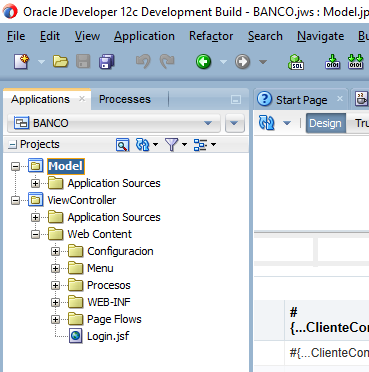 Oracle JDeveloper 12c Development Build - BANCO.jws : Model.jp
File Edit View Application Refactor Search Navigate Bu
SQL
Applications × Processes
Start Page ×
BANCO
Design Tru
Projects
Model
Application Sources
ViewController
Application Sources
Web Content
Configuracion
Menu
Procesos
WEB-INF
Page Flows
Login.jsf
#
{...ClienteCon
#{...ClienteCom